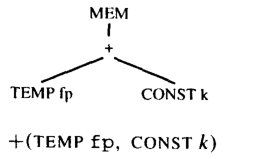 MEM
+
TEMP fp CONST k
+(TEMP fp, CONST k)